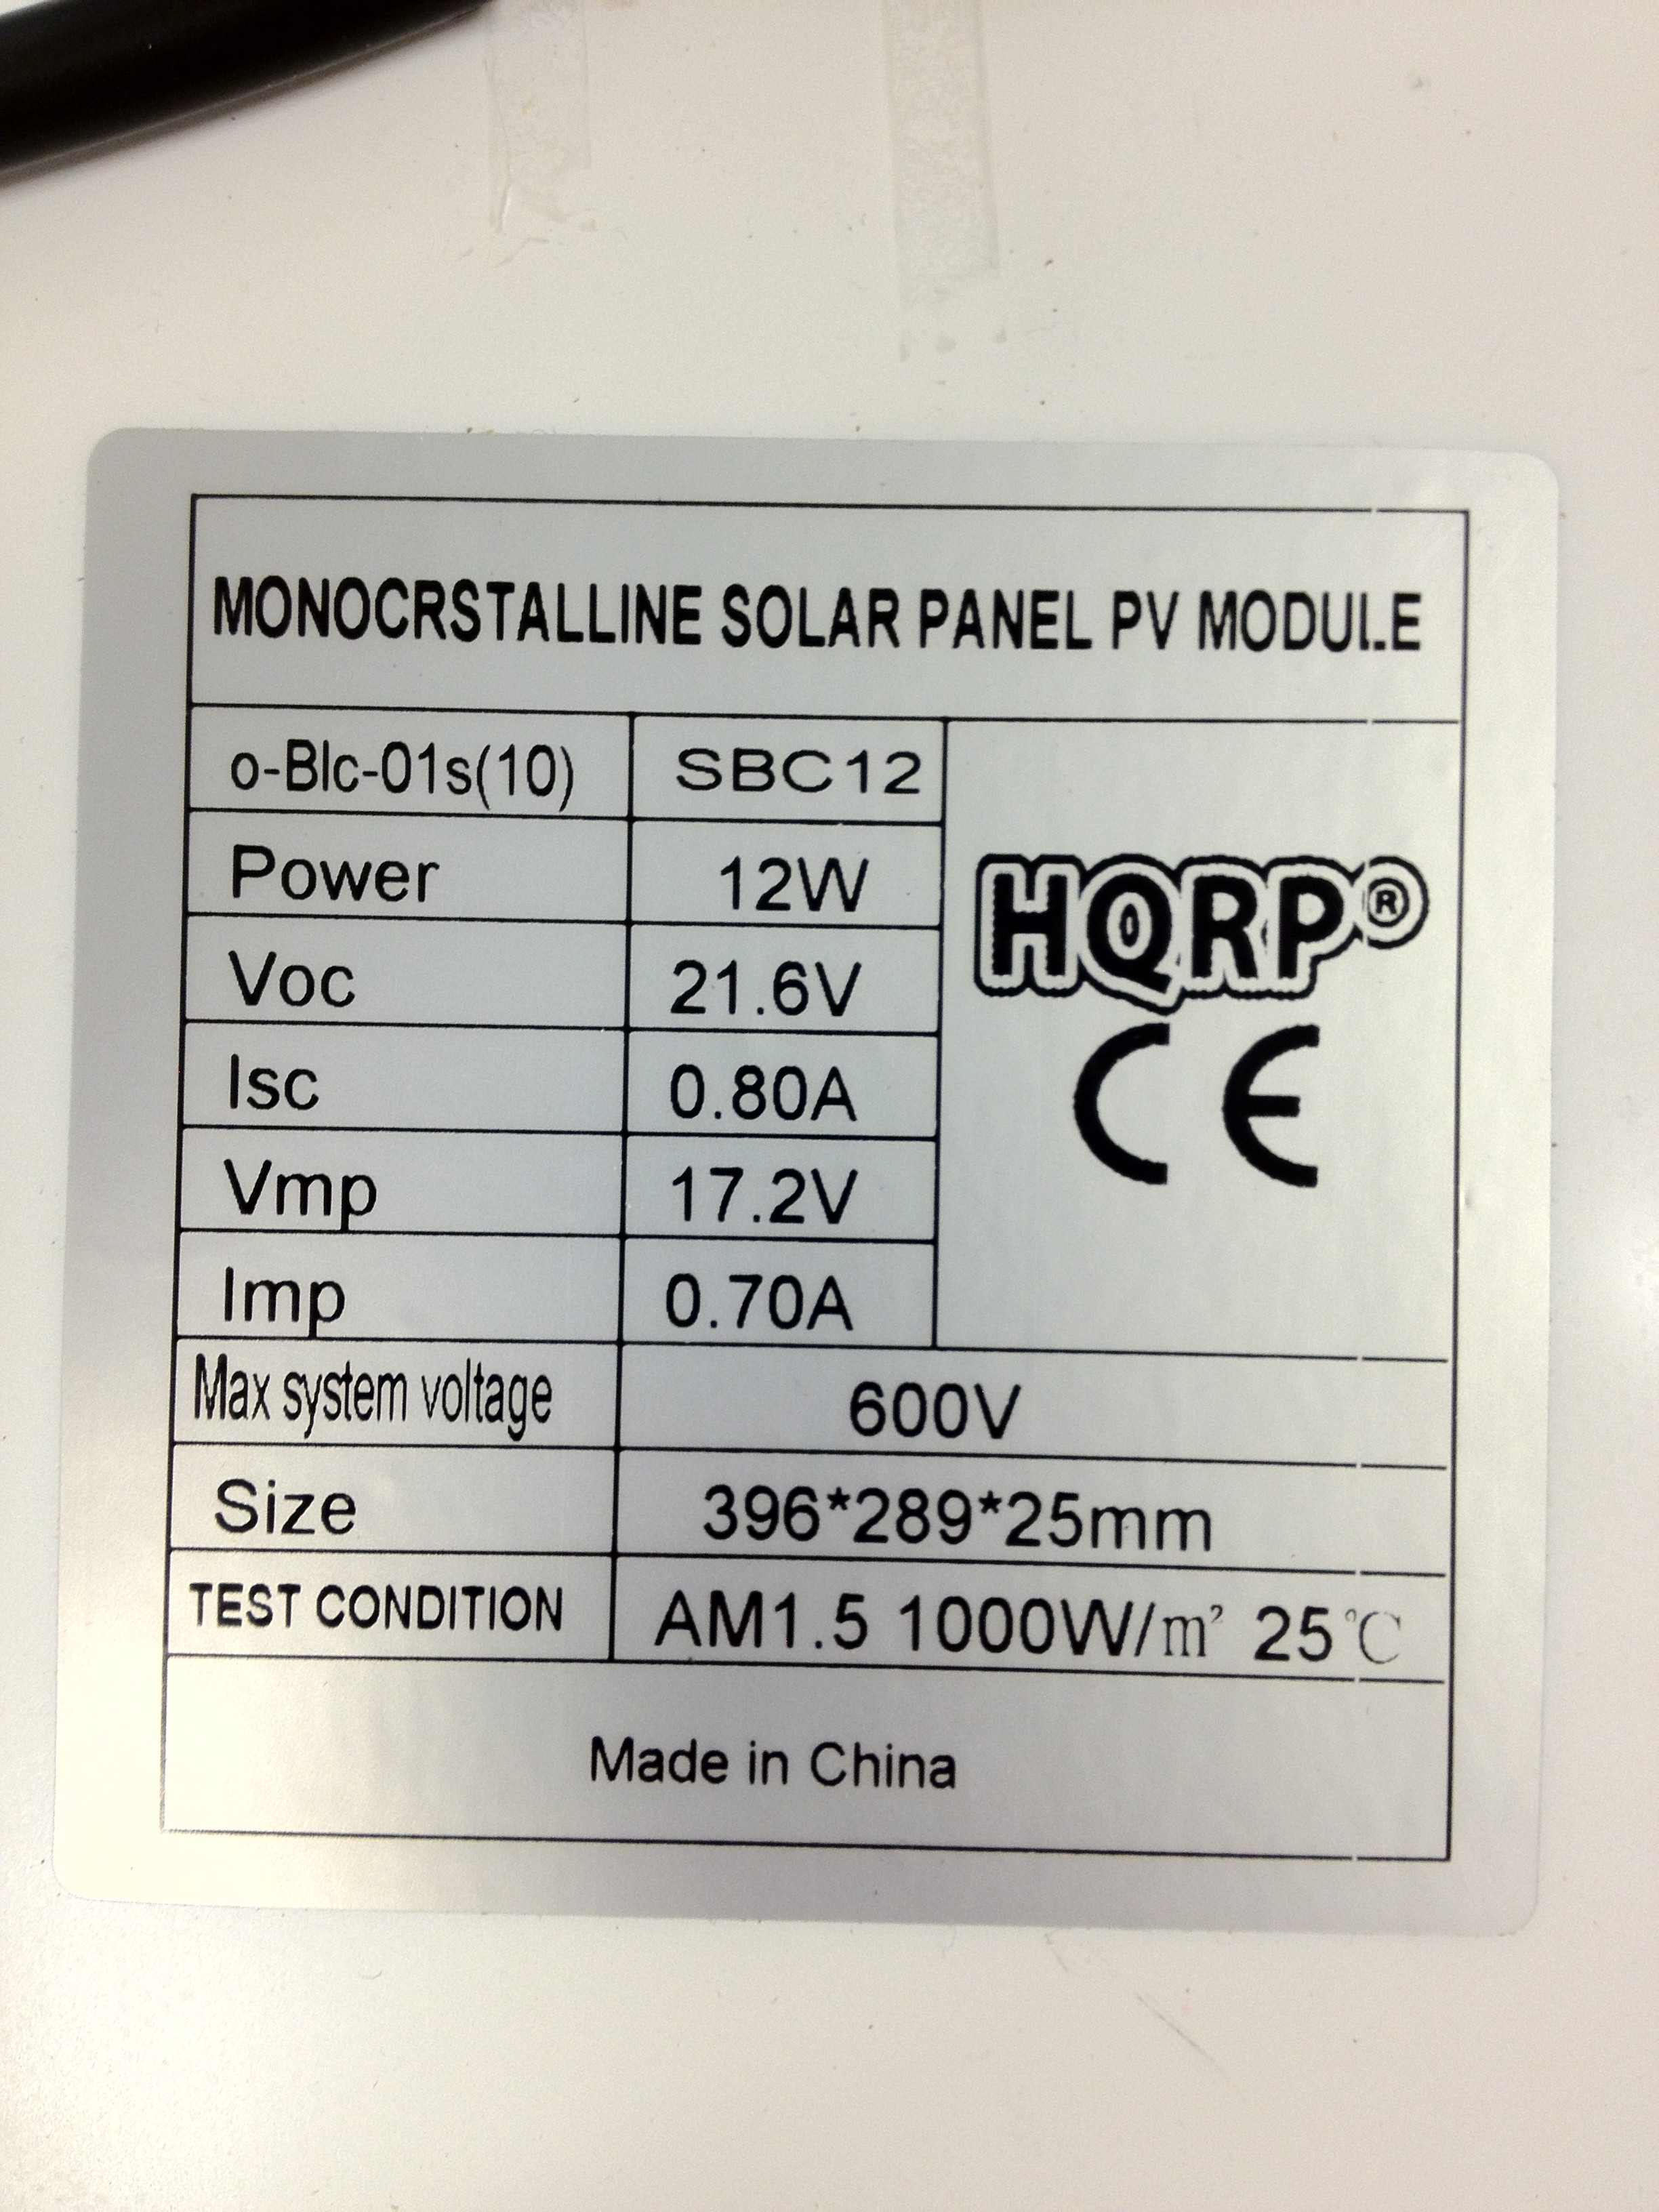 MONOCRSTALLINE SOLAR PANEL PV MODULE
o-Blc-01s(10) SBC12
Power 12W
HQRP®
Voc 21.6V
CE
Isc 0.80A
Vmp 17.2V
Imp 0.70A
Max system voltage 600V
Size 396*289*25mm
TEST CONDITION AM1.5 1000W/m² 25℃
Made in China